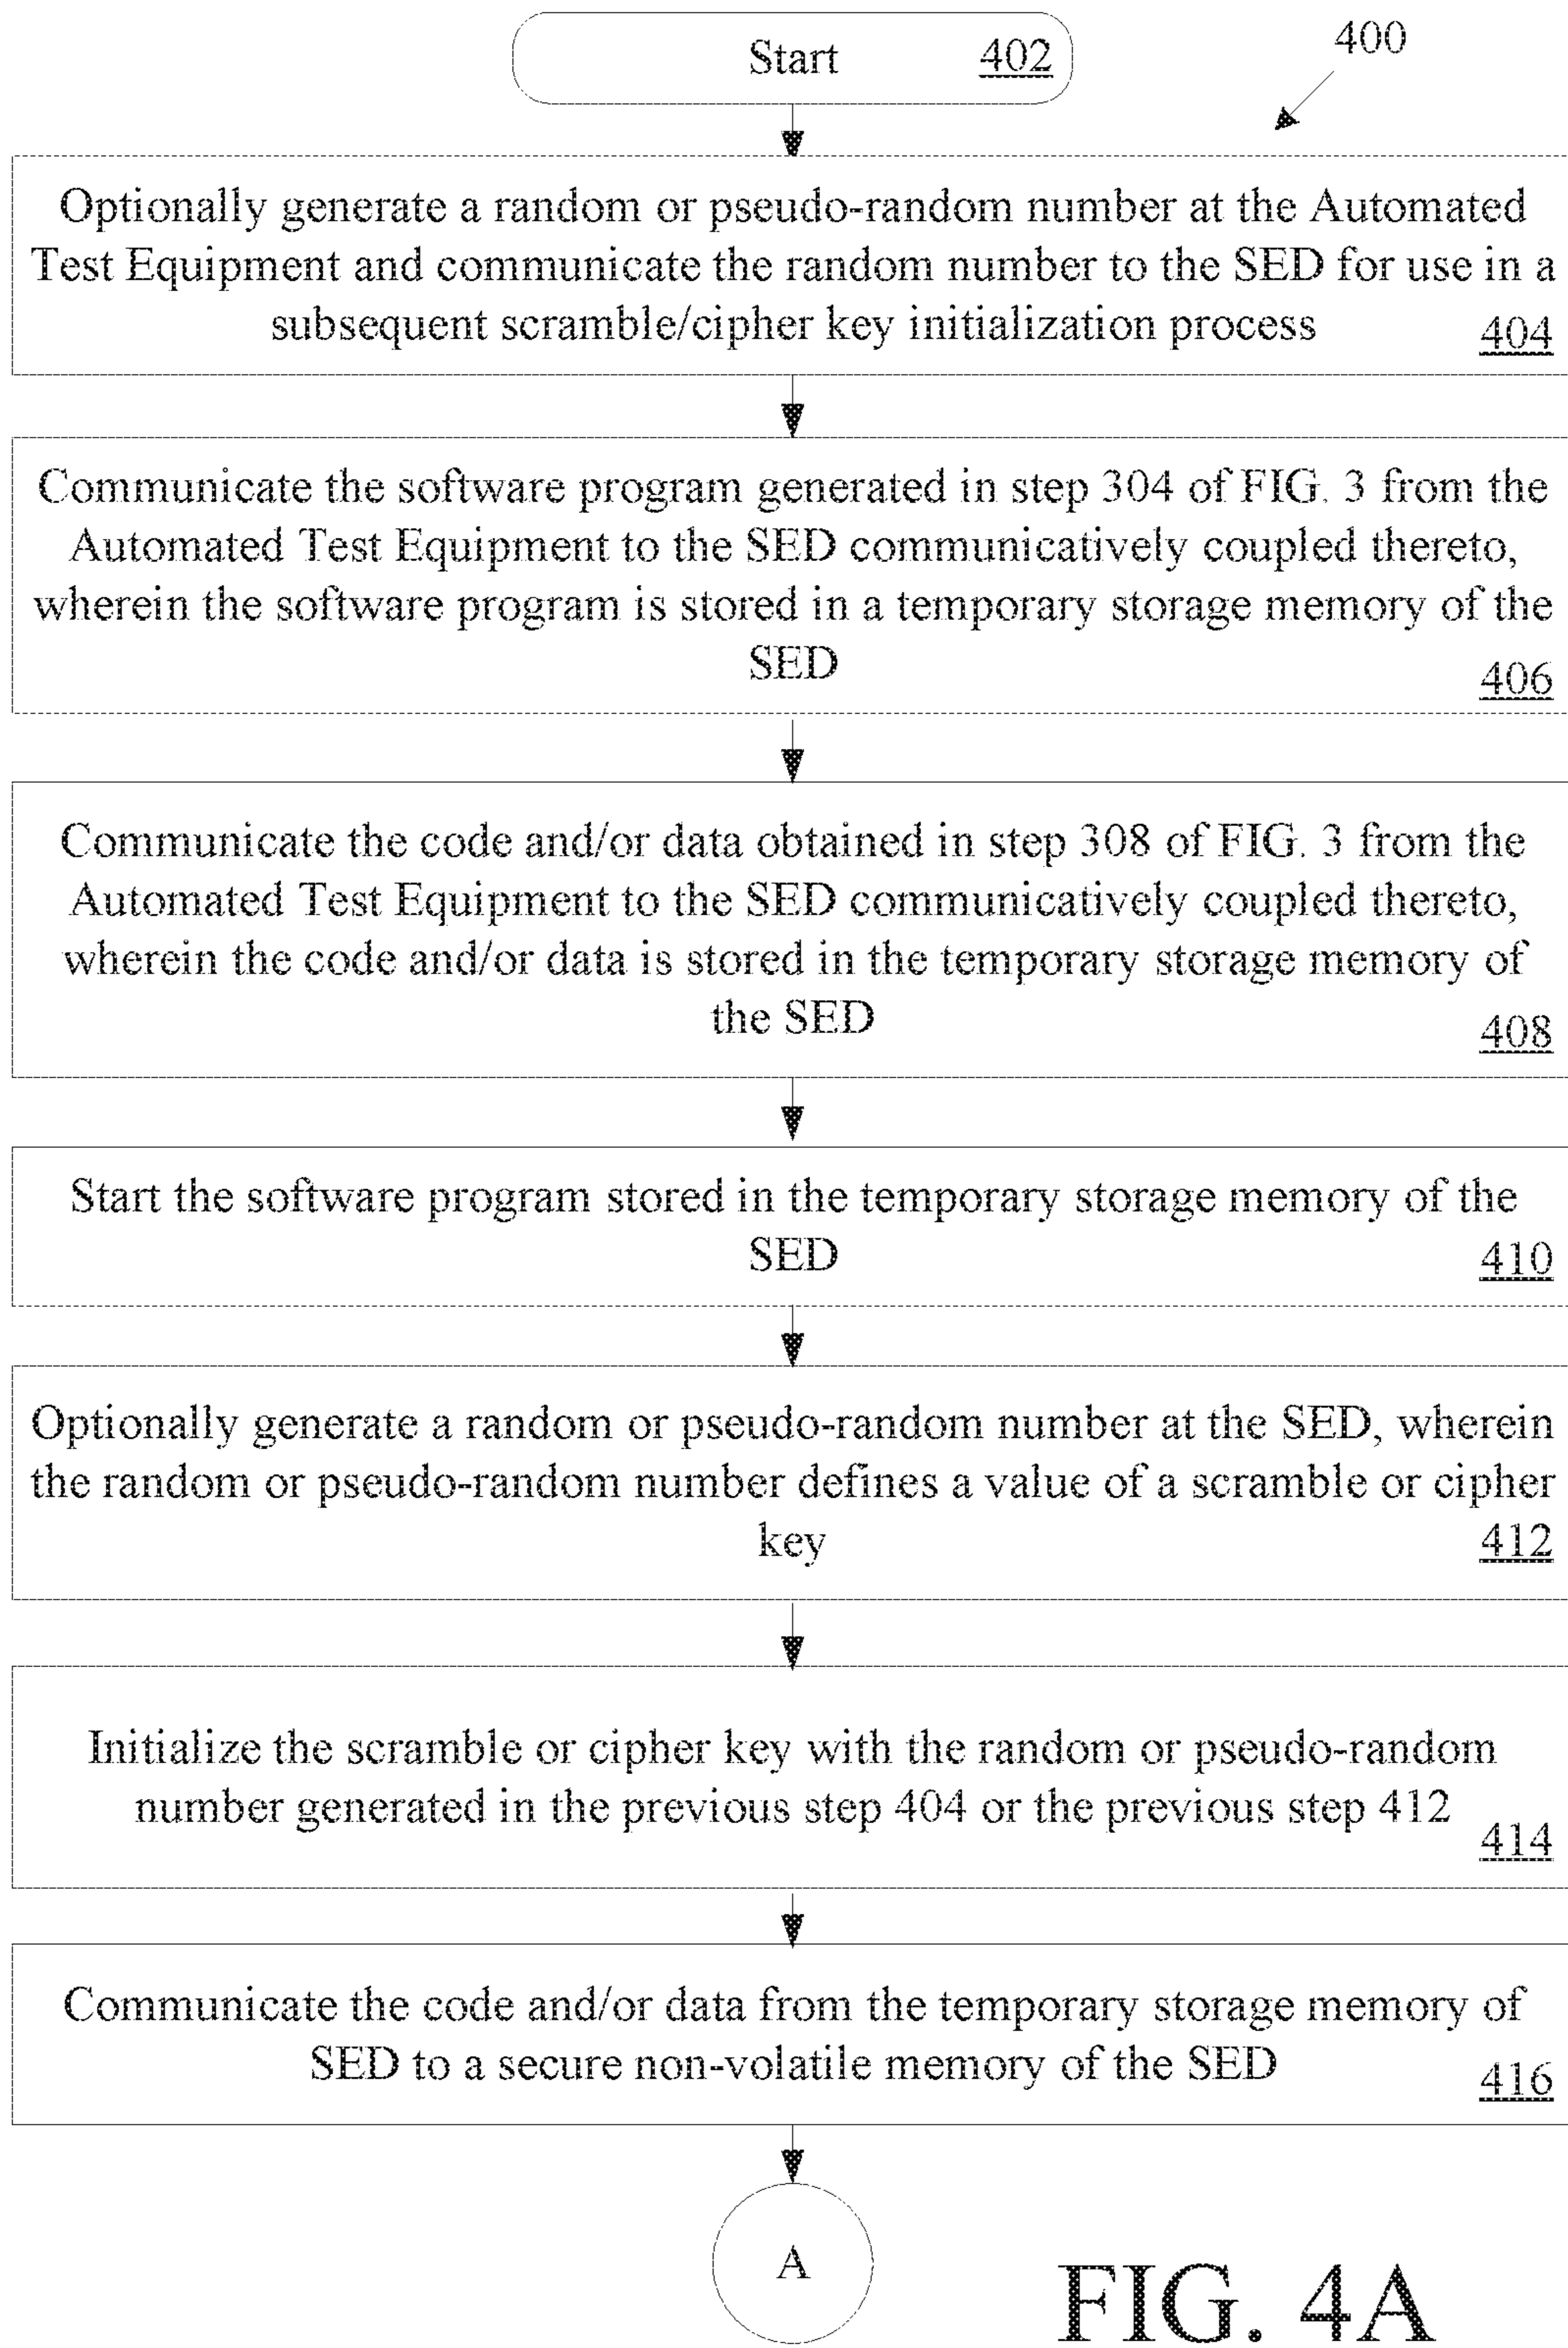 Start 402
400
Optionally generate a random or pseudo-random number at the Automated
Test Equipment and communicate the random number to the SED for use in a
subsequent scramble/cipher key initialization process
404
Communicate the software program generated in step 304 of FIG. 3 from the
Automated Test Equipment to the SED communicatively coupled thereto,
wherein the software program is stored in a temporary storage memory of the
SED
406
Communicate the code and/or data obtained in step 308 of FIG. 3 from the
Automated Test Equipment to the SED communicatively coupled thereto,
wherein the code and/or data is stored in the temporary storage memory of
the SED
408
Start the software program stored in the temporary storage memory of the
SED
410
Optionally generate a random or pseudo-random number at the SED, wherein
the random or pseudo-random number defines a value of a scramble or cipher
key
412
Initialize the scramble or cipher key with the random or pseudo-random
number generated in the previous step 404 or the previous step 412
414
Communicate the code and/or data from the temporary storage memory of
SED to a secure non-volatile memory of the SED
416
A
FIG. 4A